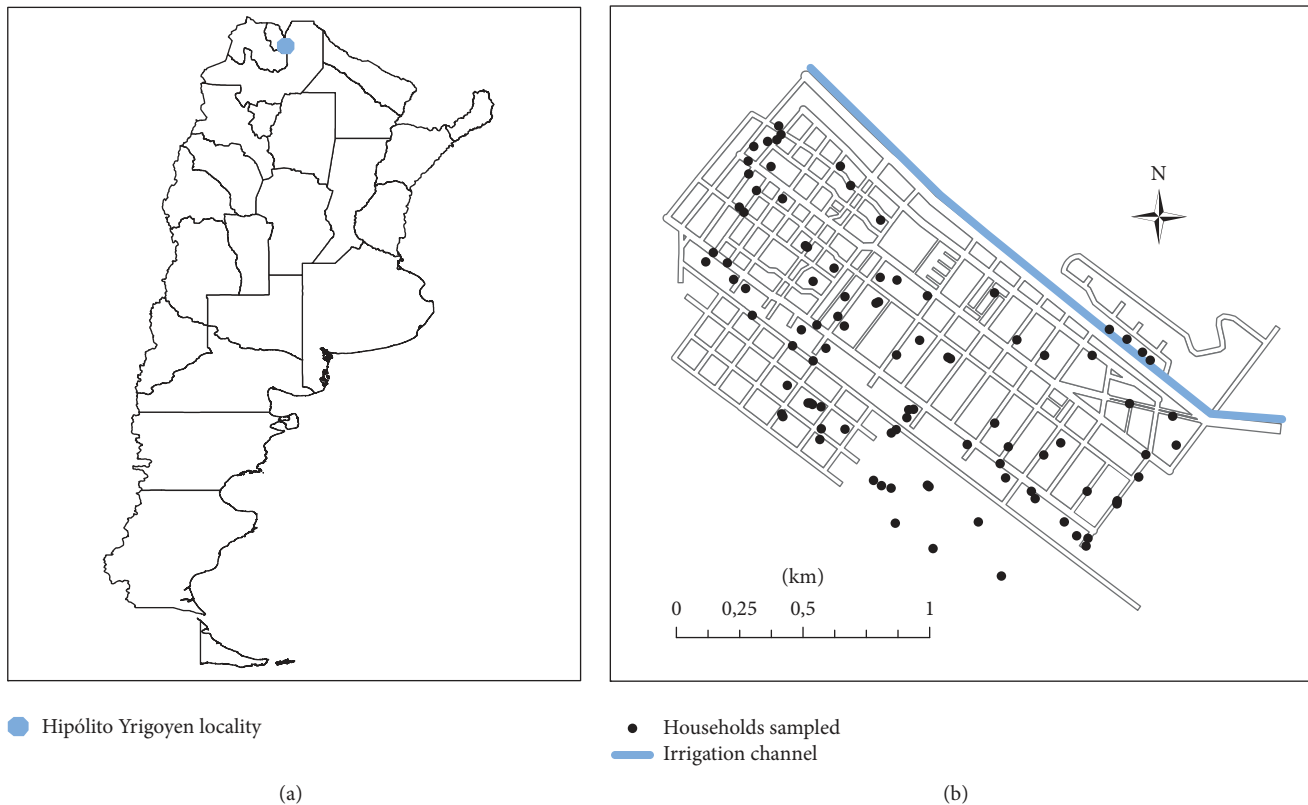 N
(km)
0 0,25 0,5 1
Hipólito Yrigoyen locality
Households sampled
Irrigation channel
(a)
(b)